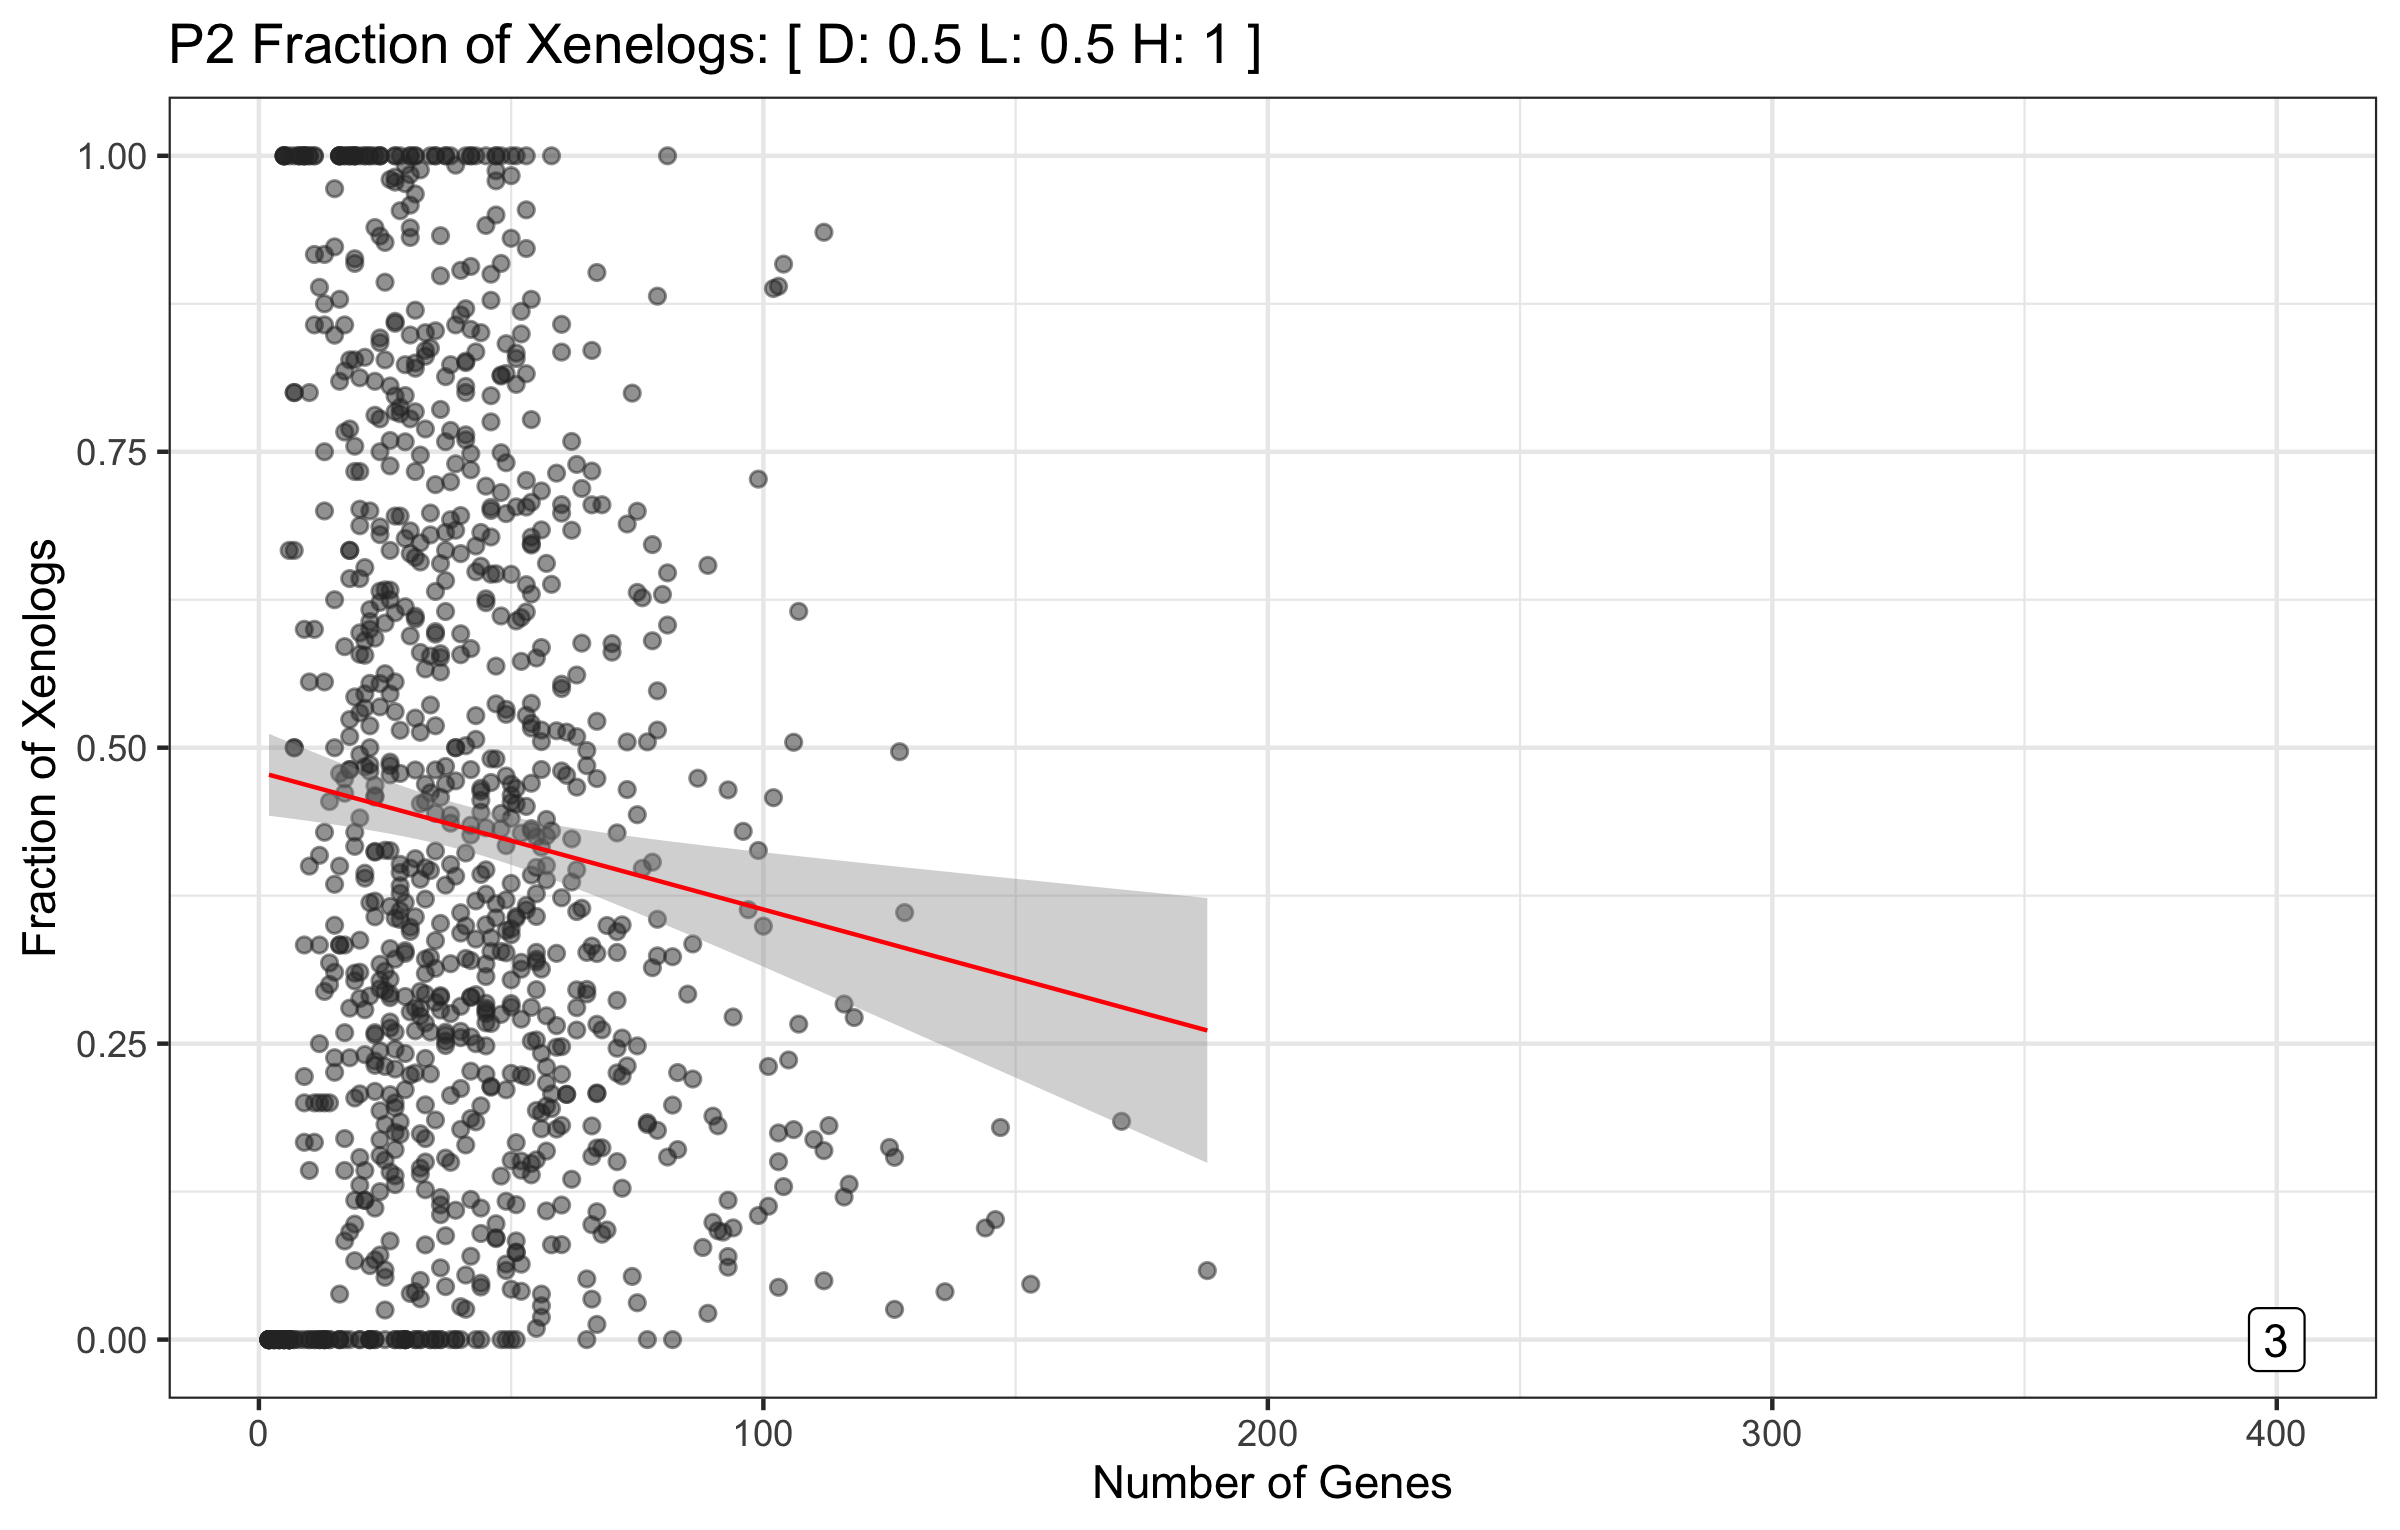 P2 Fraction of Xenelogs: [ D: 0.5 L: 0.5 H: 1 ]
Fraction of Xenologs
1.00
0.75
0.50
0.25
0.00
3
0 100 200 300 400
Number of Genes